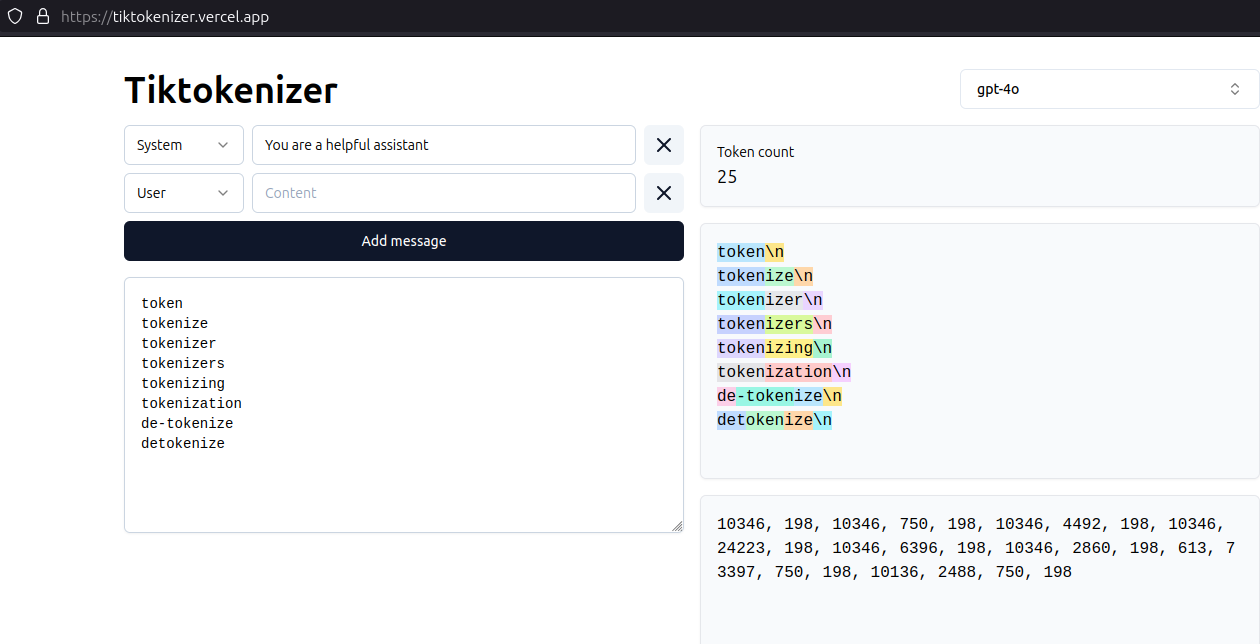 https://tiktokenizer.vercel.app
Tiktokenizer
gpt-4o
System
You are a helpful assistant
User
Content
Add message
token
tokenize
tokenizer
tokenizers
tokenizing
tokenization
de-tokenize
detokenize
Token count
25
token\n
tokenize\n
tokenizer\n
tokenizers\n
tokenizing\n
tokenization\n
de-tokenize\n
detokenize\n
10346, 198, 10346, 750, 198, 10346, 4492, 198, 10346,
24223, 198, 10346, 6396, 198, 10346, 2860, 198, 613, 7
3397, 750, 198, 10136, 2488, 750, 198